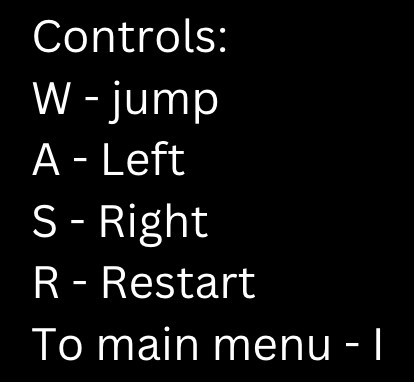 Controls:
W - jump
A - Left
S - Right
R - Restart
To main menu - I